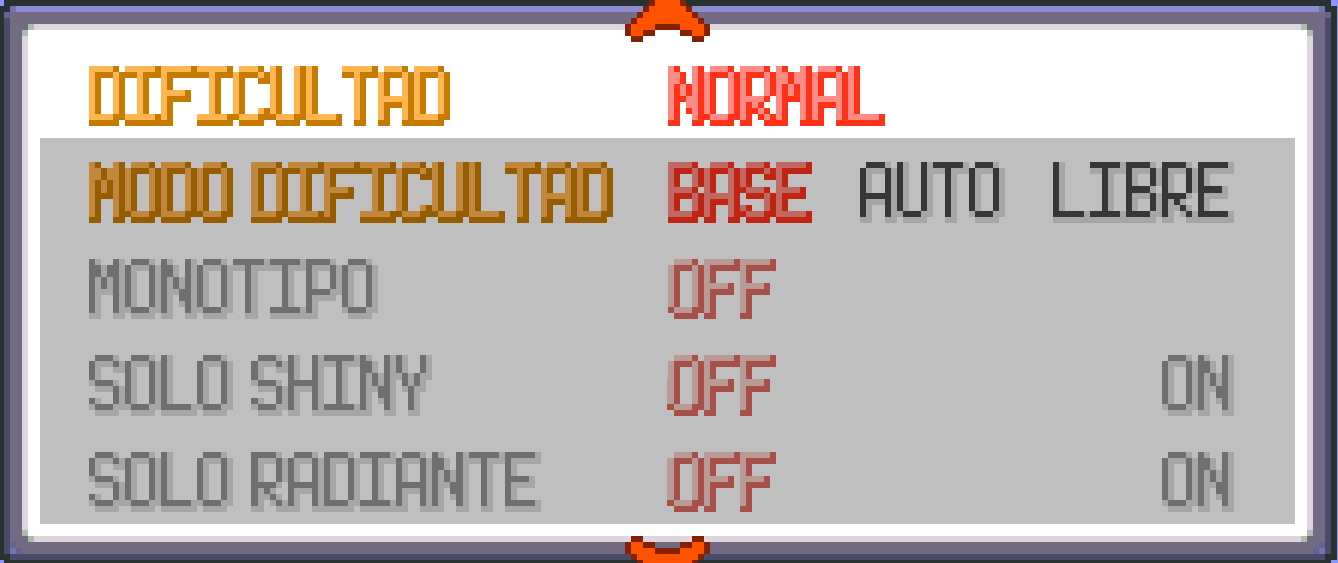 DIFICULTAD NORMAL
MODO DIFICULTAD BASE AUTO LIBRE
MONOTIPO OFF
SOLO SHINY OFF ON
SOLO RADIANTE OFF ON